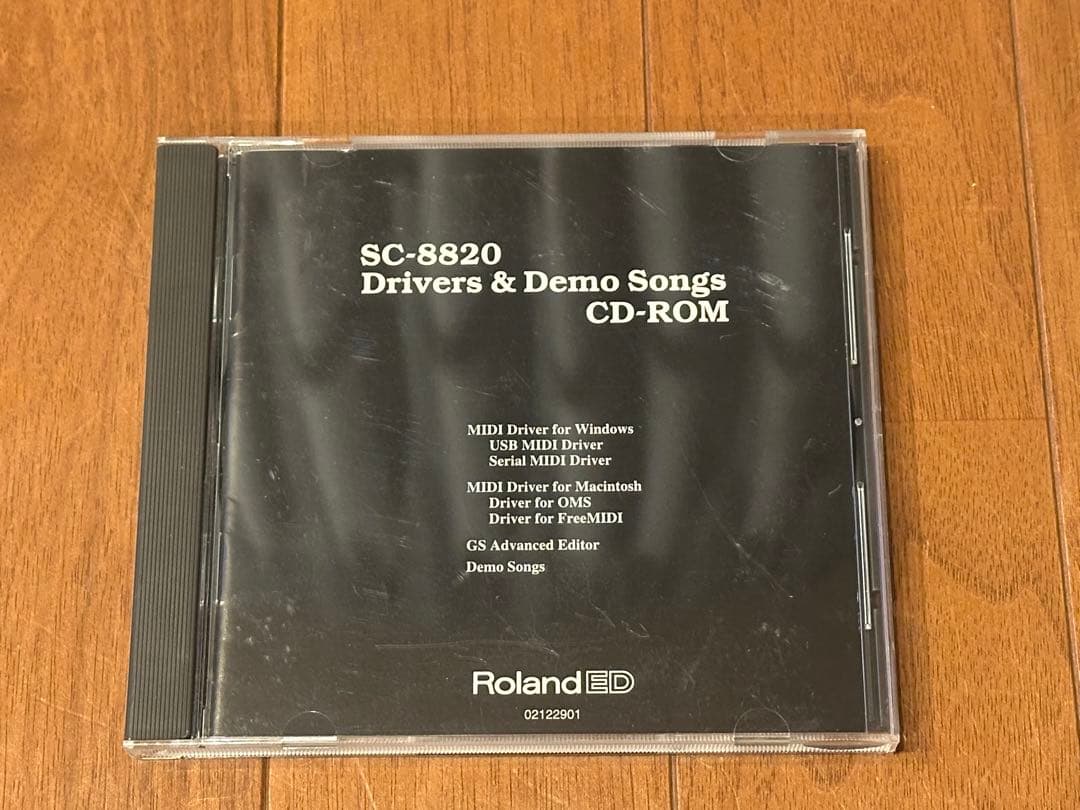 SC-8820
Drivers & Demo Songs
CD-ROM
MIDI Driver for Windows
USB MIDI Driver
Serial MIDI Driver
MIDI Driver for Macintosh
Driver for OMS
Driver for FreeMIDI
GS Advanced Editor
Demo Songs
Roland ED
02122901